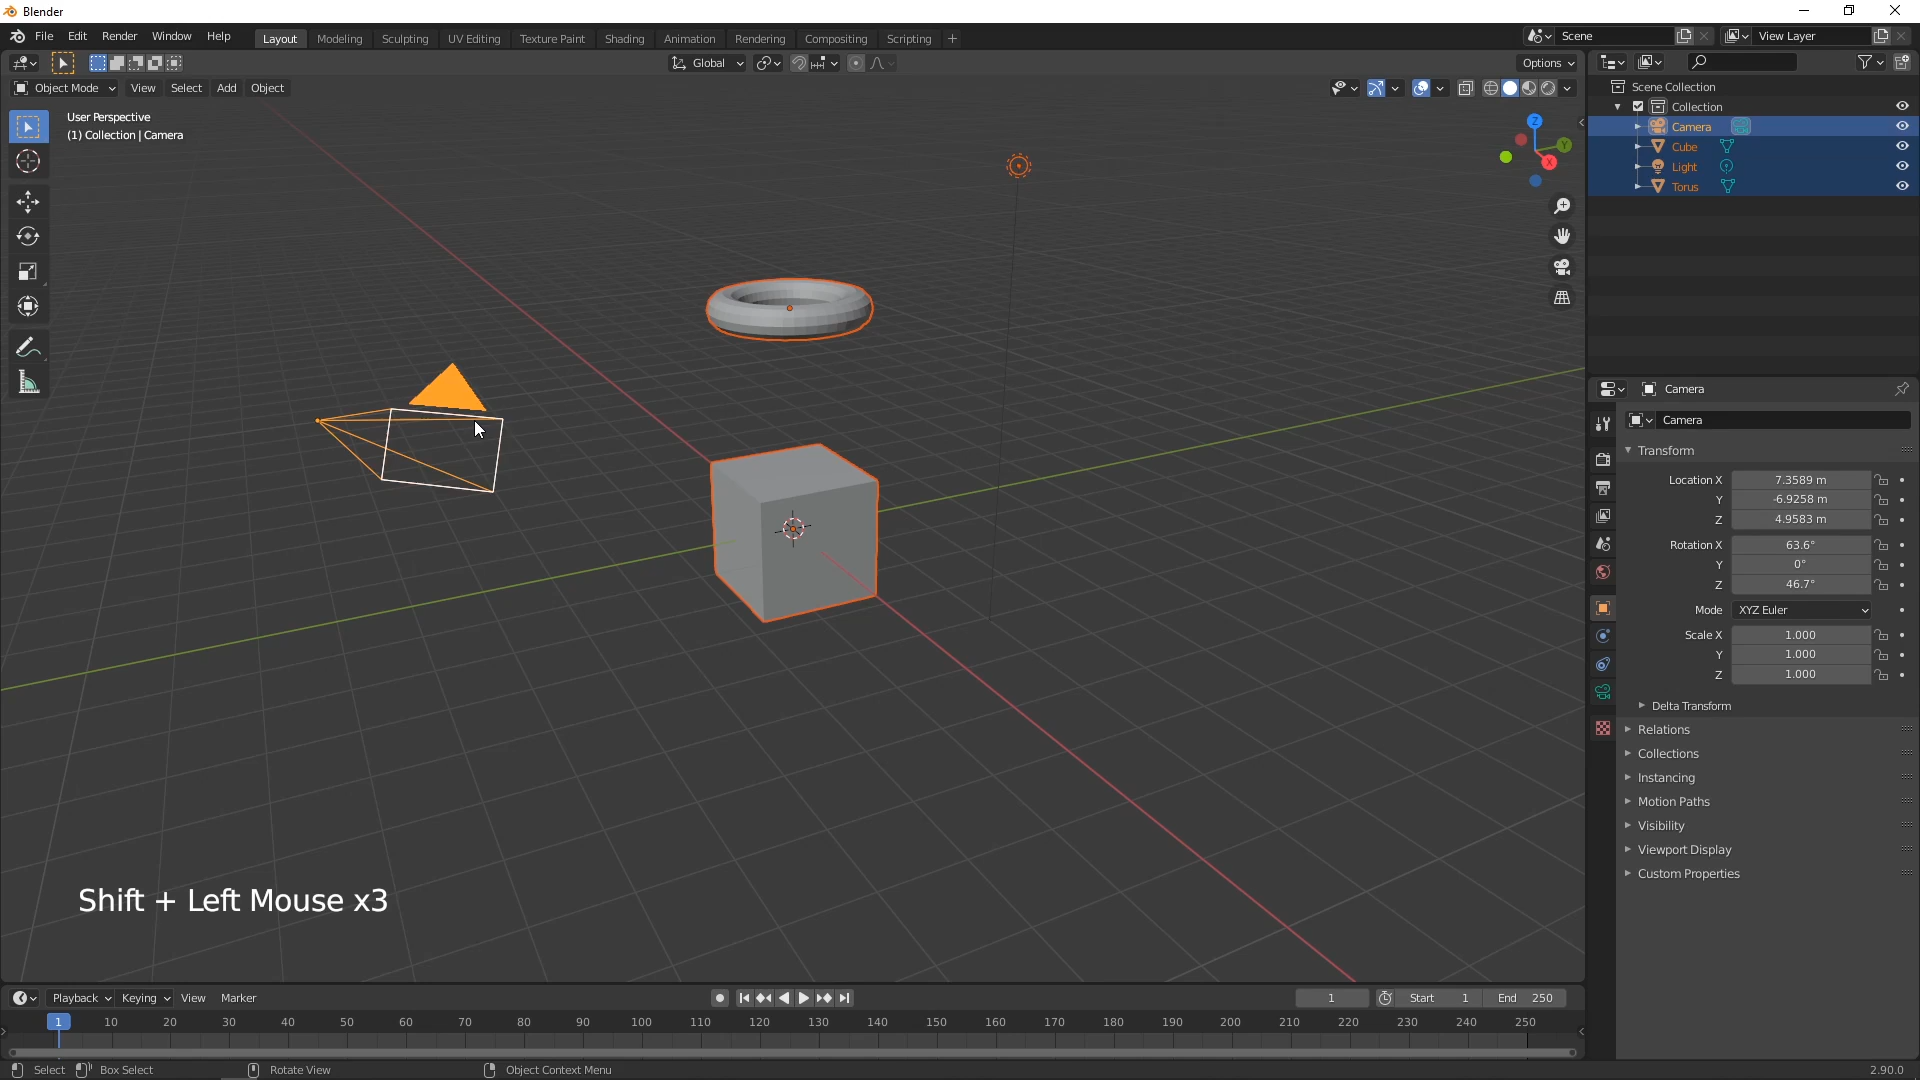 Blender
File Edit Render Window Help
Layout Modeling Sculpting UV Editing Texture Paint Shading Animation Rendering Compositing Scripting +
Scene
View Layer
Global
Options
Object Mode View Select Add Object
User Perspective
(1) Collection | Camera
Z
Y
X
Scene Collection
Collection
Camera
Cube
Light
Torus
Camera
Camera
Transform
Location X 7.3589 m
Y -6.9258 m
Z 4.9583 m
Rotation X 63.6°
Y 0°
Z 46.7°
Mode XYZ Euler
Scale X 1.000
Y 1.000
Z 1.000
Delta Transform
Relations
Collections
Instancing
Motion Paths
Visibility
Viewport Display
Custom Properties
Shift + Left Mouse x3
Playback Keying View Marker
1 Start 1 End 250
1 10 20 30 40 50 60 70 80 90 100 110 120 130 140 150 160 170 180 190 200 210 220 230 240 250
Select Box Select Rotate View Object Context Menu 2.90.0